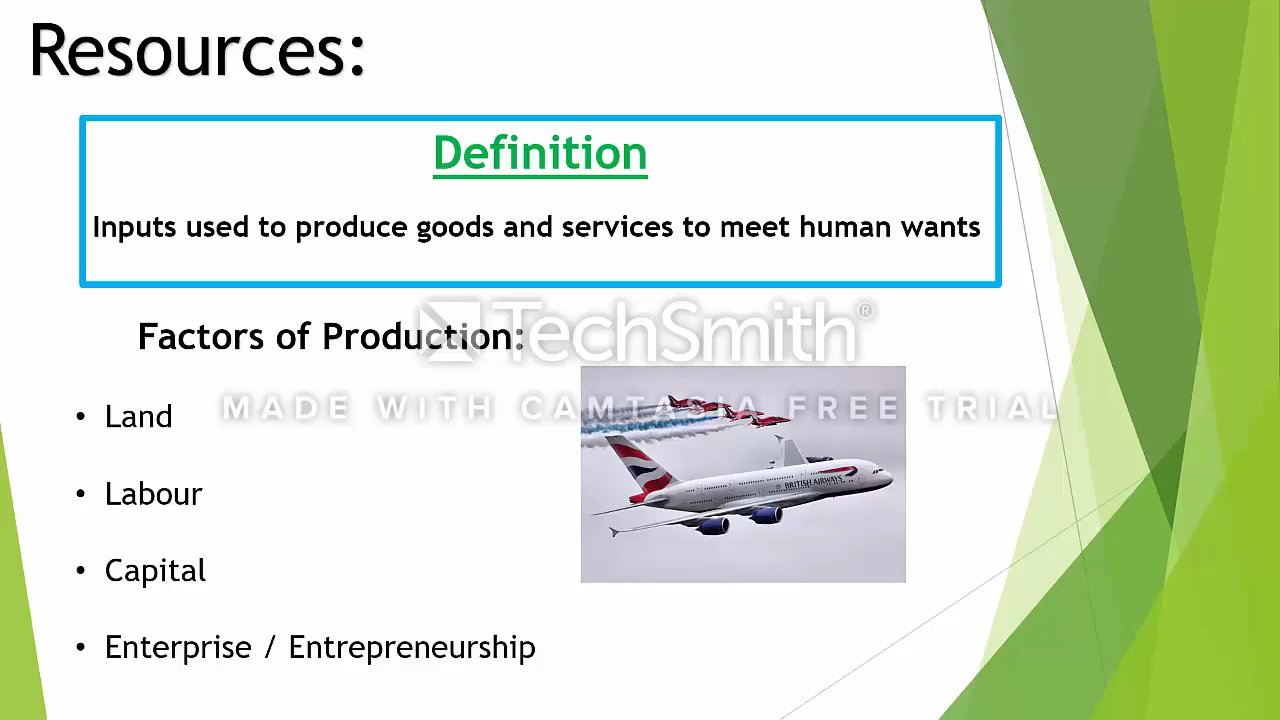 Resources:
Definition
Inputs used to produce goods and services to meet human wants
TechSmith®
Factors of Production:
MADE WITH CAMTASIA FREE TRIAL
• Land
• Labour
BRITISH AIRWAYS
• Capital
• Enterprise / Entrepreneurship